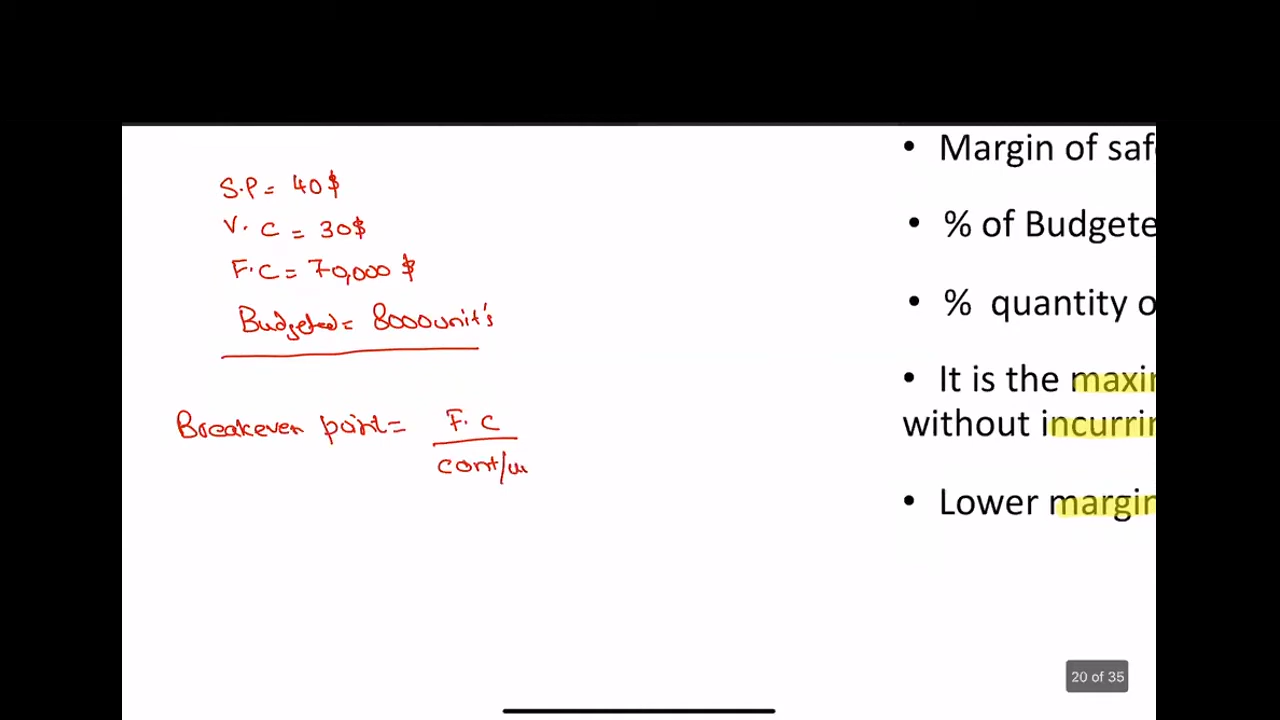 S.P = 40$
V. C = 30$
F. C = 70,000 $
Budgeted = 8000 unit's
Breakeven point = F. C
cont/u
• Margin of saf
• % of Budgete
• % quantity o
• It is the maxi
without incurrin
• Lower margin
20 of 35